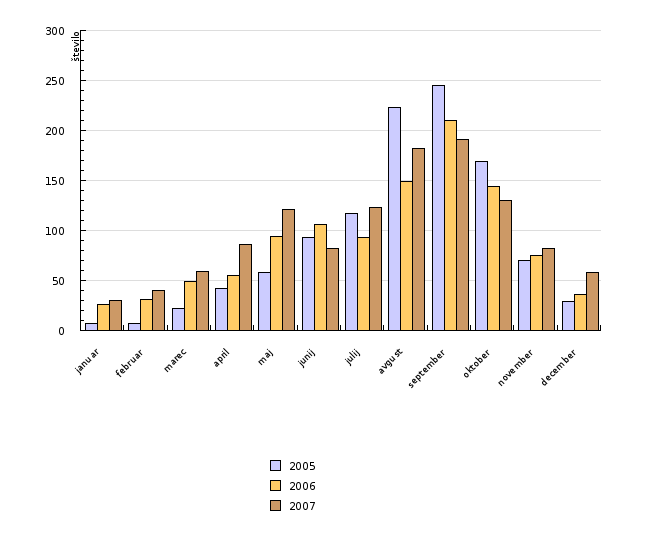 300
število
250
200
150
100
50
0
januar
februar
marec
april
maj
junij
julij
avgust
september
oktober
november
december
2005
2006
2007